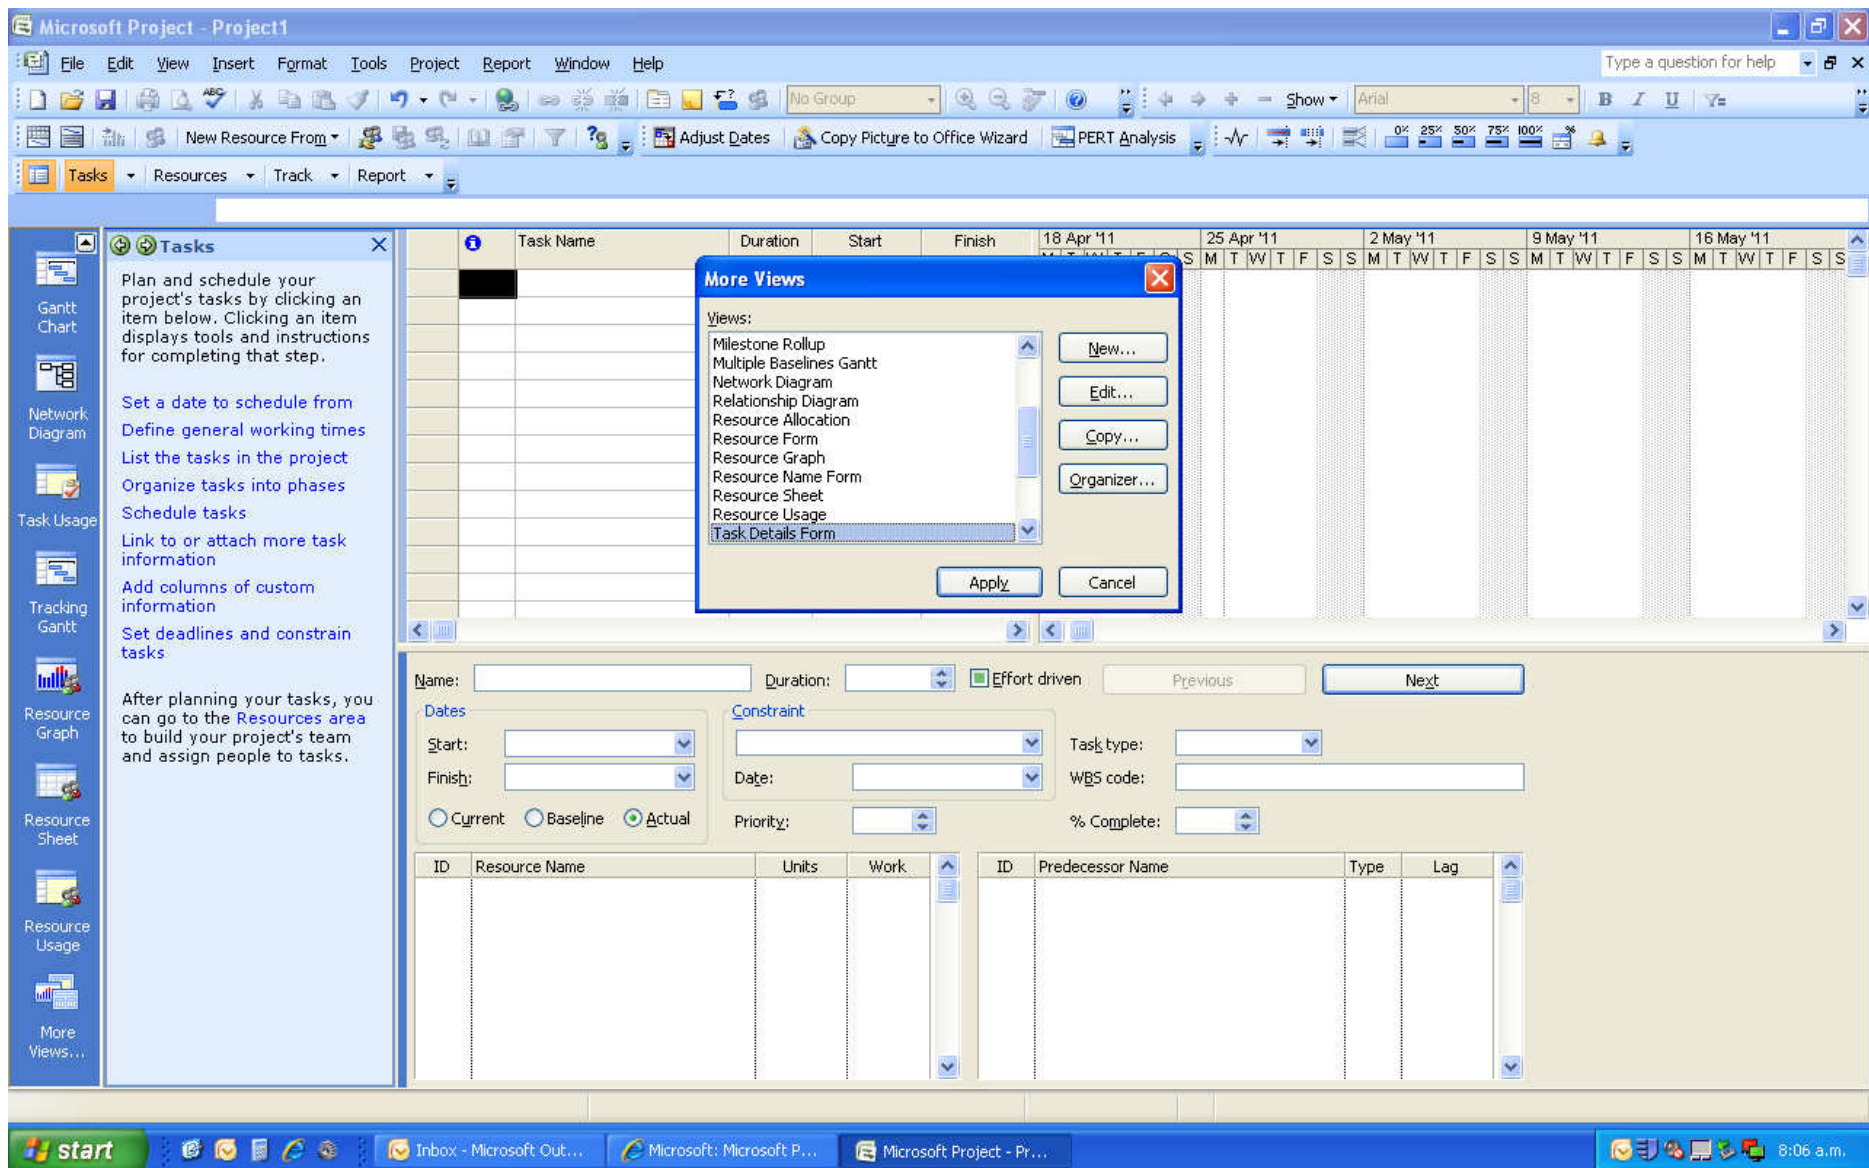 Microsoft Project - Project1
File Edit View Insert Format Tools Project Report Window Help Type a question for help
ABC No Group Show Arial 8 B I U
New Resource From Adjust Dates Copy Picture to Office Wizard PERT Analysis 0% 25% 50% 75% 100%
Tasks Resources Track Report
Gantt
Chart
Network
Diagram
Task Usage
Tracking
Gantt
Resource
Graph
Resource
Sheet
Resource
Usage
More
Views...
Tasks
Plan and schedule your
project's tasks by clicking an
item below. Clicking an item
displays tools and instructions
for completing that step.
Set a date to schedule from
Define general working times
List the tasks in the project
Organize tasks into phases
Schedule tasks
Link to or attach more task
information
Add columns of custom
information
Set deadlines and constrain
tasks
After planning your tasks, you
can go to the Resources area
to build your project's team
and assign people to tasks.
Task Name Duration Start Finish 18 Apr '11 25 Apr '11 2 May '11 9 May '11 16 May '11
S M T W T F S S M T W T F S S M T W T F S S M T W T F S S
More Views
Views:
Milestone Rollup
Multiple Baselines Gantt
Network Diagram
Relationship Diagram
Resource Allocation
Resource Form
Resource Graph
Resource Name Form
Resource Sheet
Resource Usage
Task Details Form
New...
Edit...
Copy...
Organizer...
Apply Cancel
Name: Duration: Effort driven Previous Next
Dates Constraint
Start: Task type:
Finish: Date: WBS code:
Current Baseline Actual Priority: % Complete:
ID Resource Name Units Work ID Predecessor Name Type Lag
start Inbox - Microsoft Out... Microsoft: Microsoft P... Microsoft Project - Pr... 8:06 a.m.